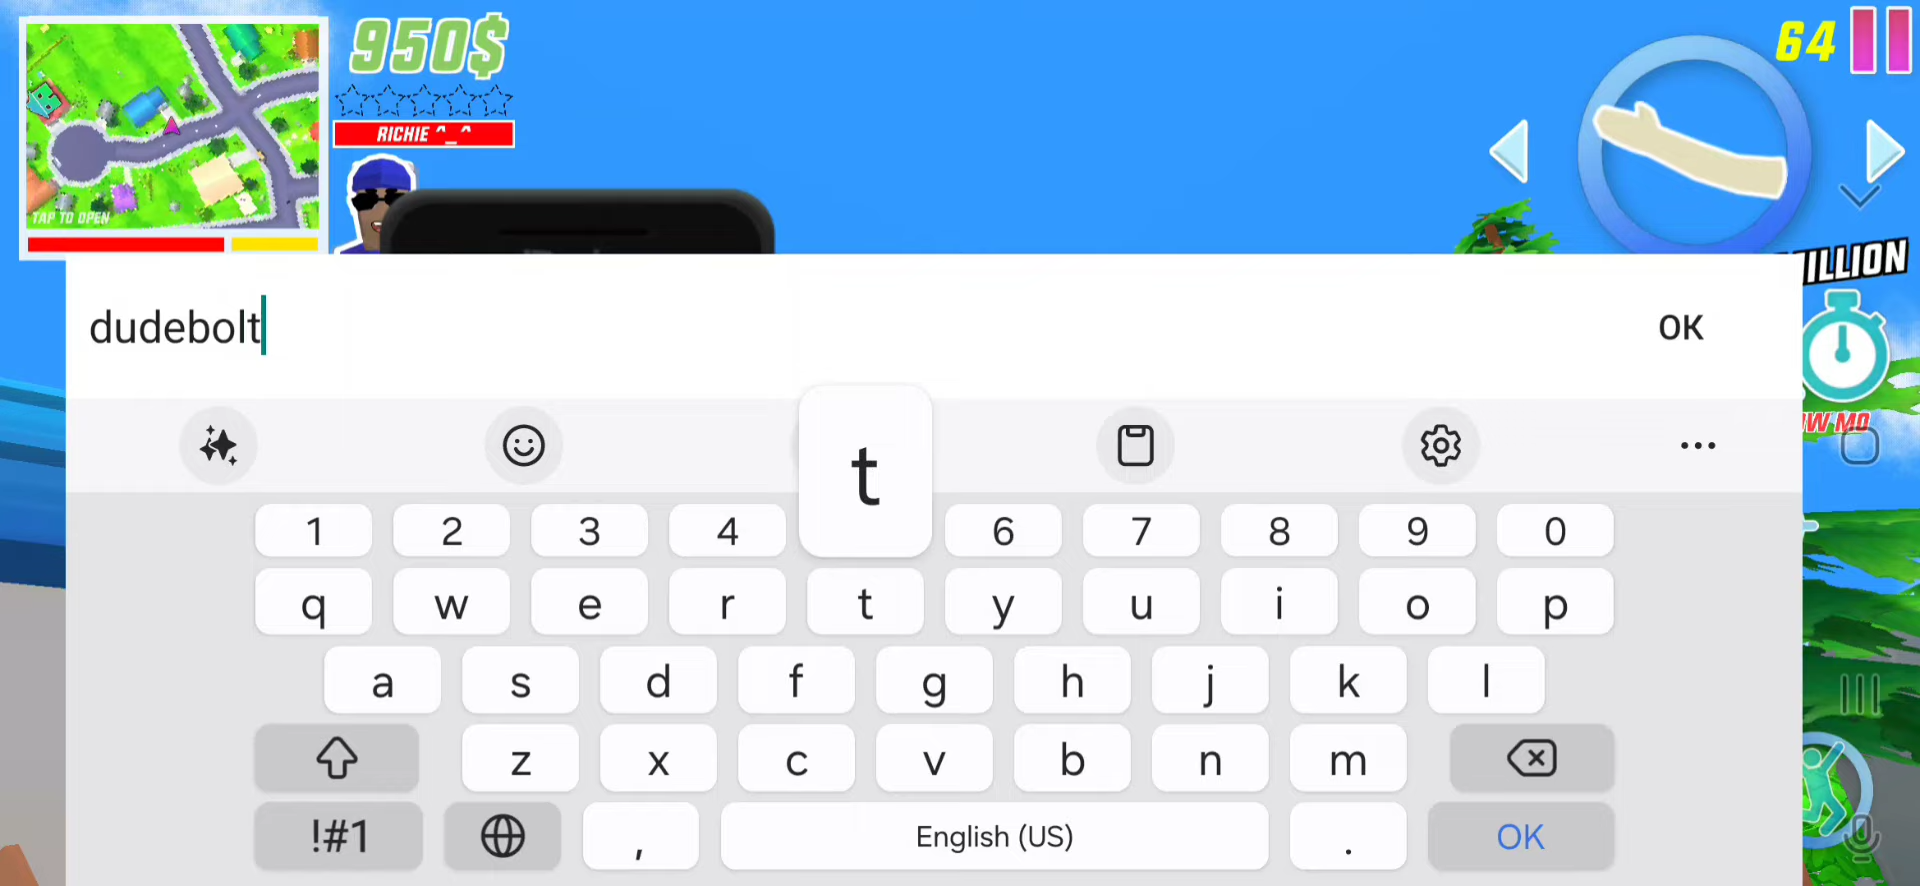 950$
64
RICHIE ^_^
TAP TO OPEN
ILLION
dudebolt
OK
W MO
t
1 2 3 4 6 7 8 9 0
q w e r t y u i o p
a s d f g h j k l
z x c v b n m
!#1 , English (US) . OK